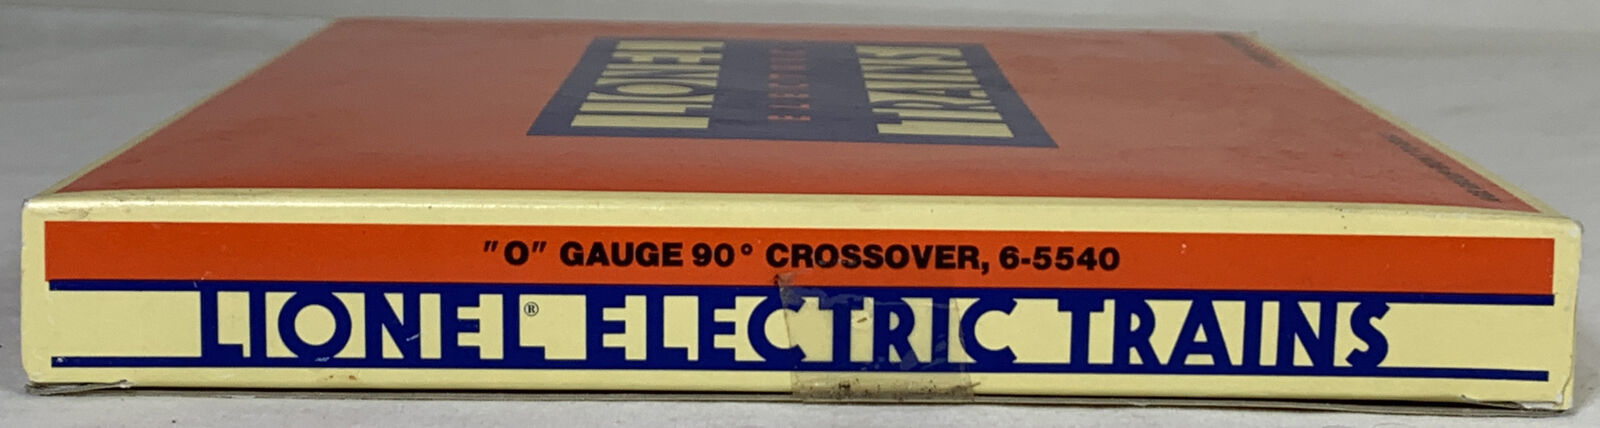 LIONEL
ELECTRIC
TRAINS
"O" GAUGE 90° CROSSOVER, 6-5540
LIONEL® ELECTRIC TRAINS